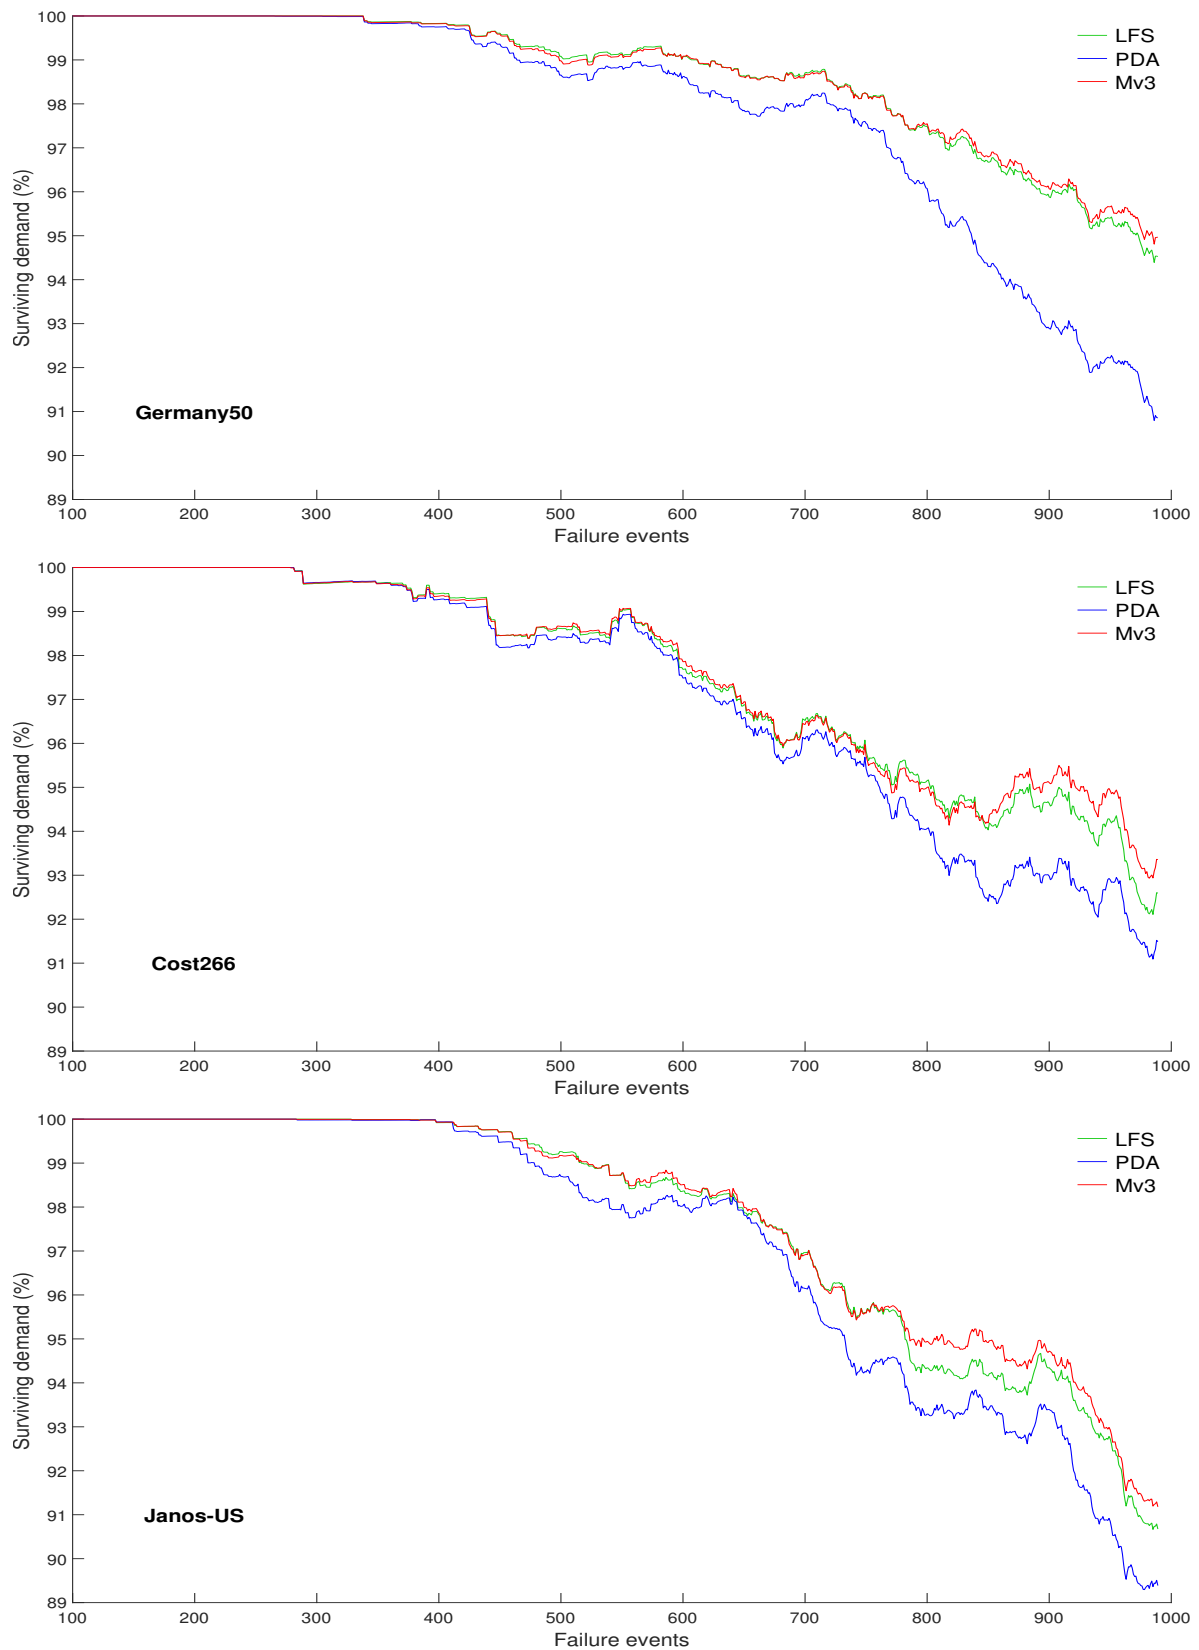 100
99
98
97
96
95
94
93
92
91
90
89
Surviving demand (%)
LFS
PDA
Mv3
Germany50
100 200 300 400 500 600 700 800 900 1000
Failure events
100
99
98
97
96
95
94
93
92
91
90
89
Surviving demand (%)
LFS
PDA
Mv3
Cost266
100 200 300 400 500 600 700 800 900 1000
Failure events
100
99
98
97
96
95
94
93
92
91
90
89
Surviving demand (%)
LFS
PDA
Mv3
Janos-US
100 200 300 400 500 600 700 800 900 1000
Failure events